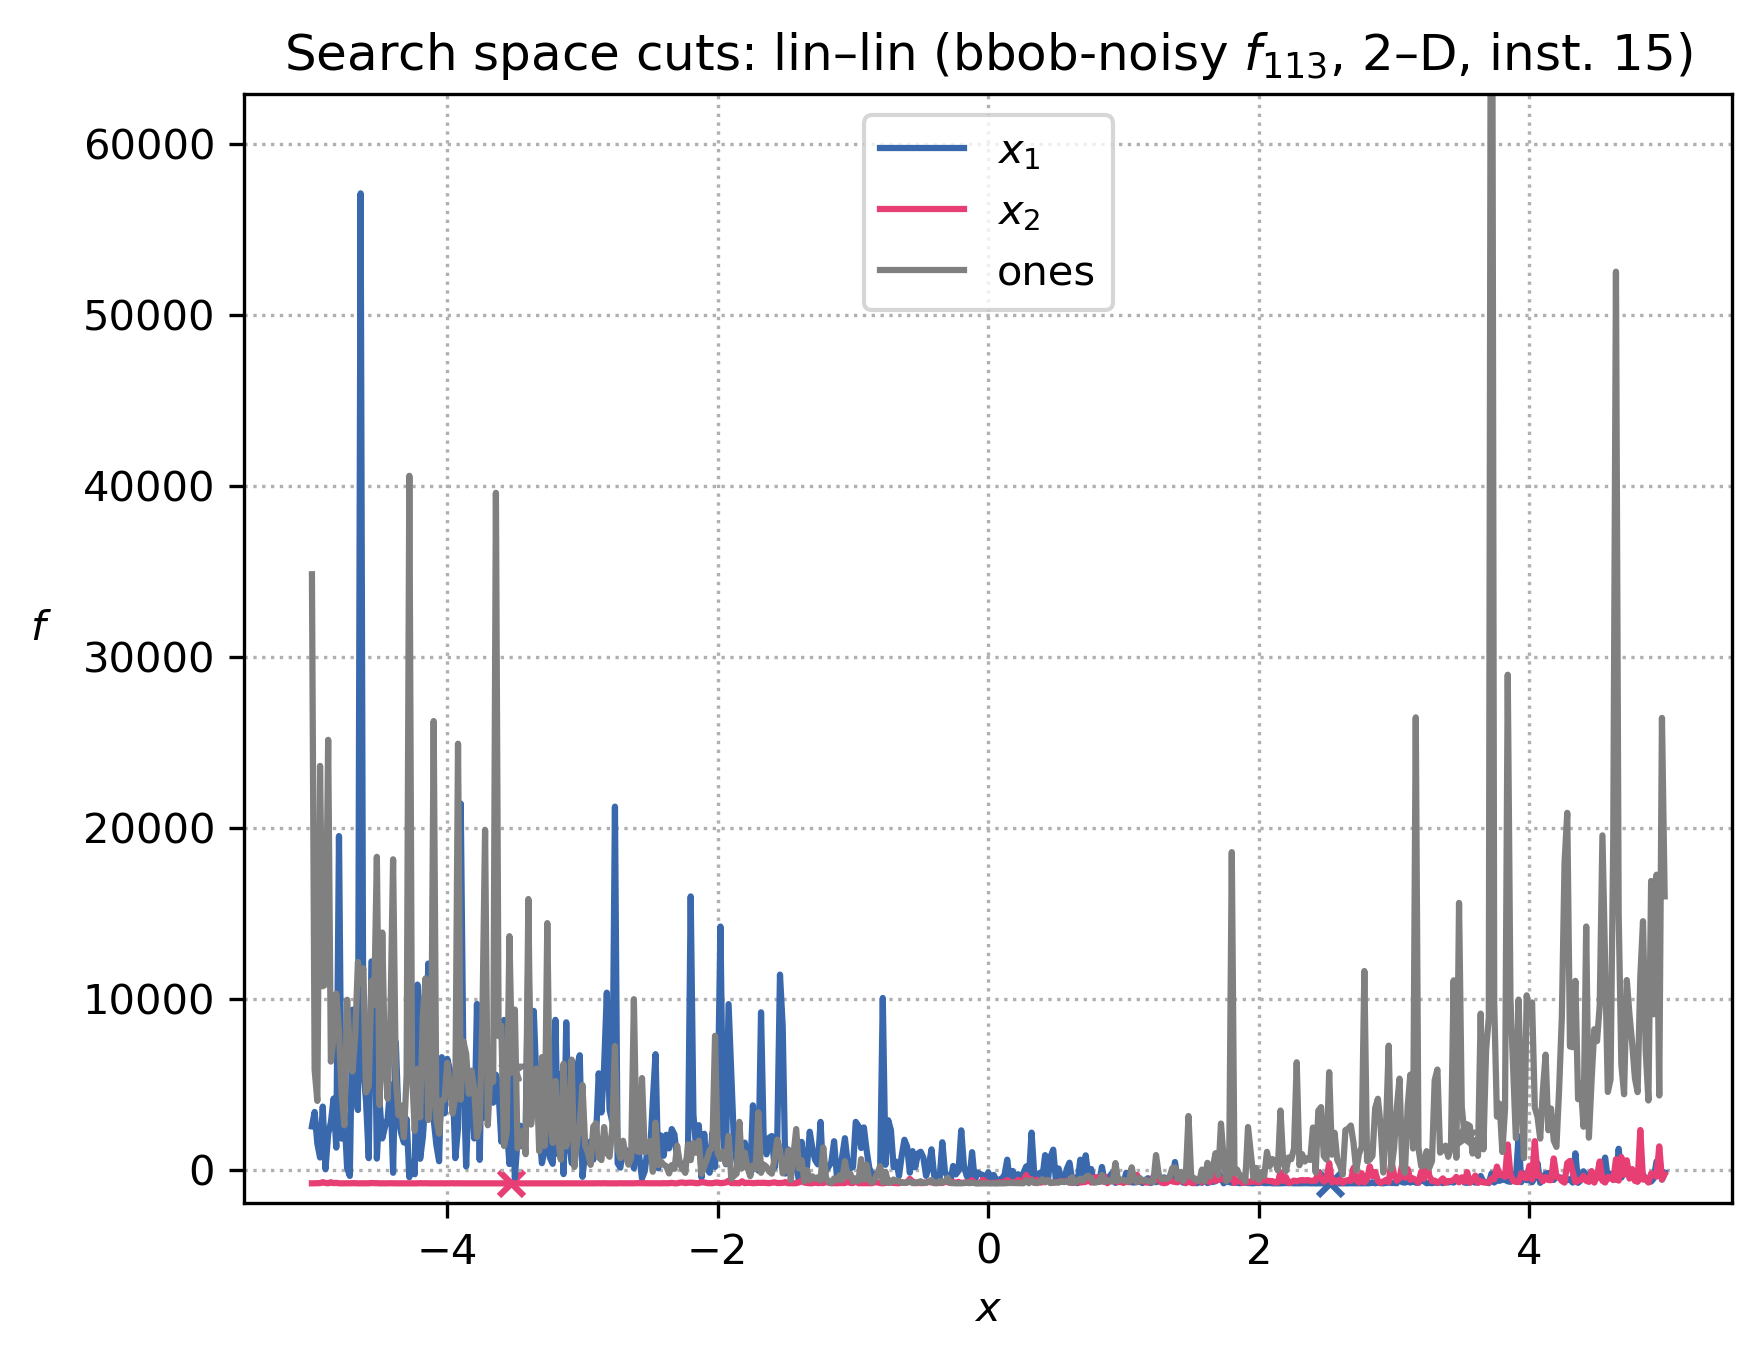 Search space cuts: lin–lin (bbob-noisy f₁₁₃, 2–D, inst. 15)
x₁
x₂
ones
60000
50000
40000
30000
20000
10000
0
f
−4
−2
0
2
4
x